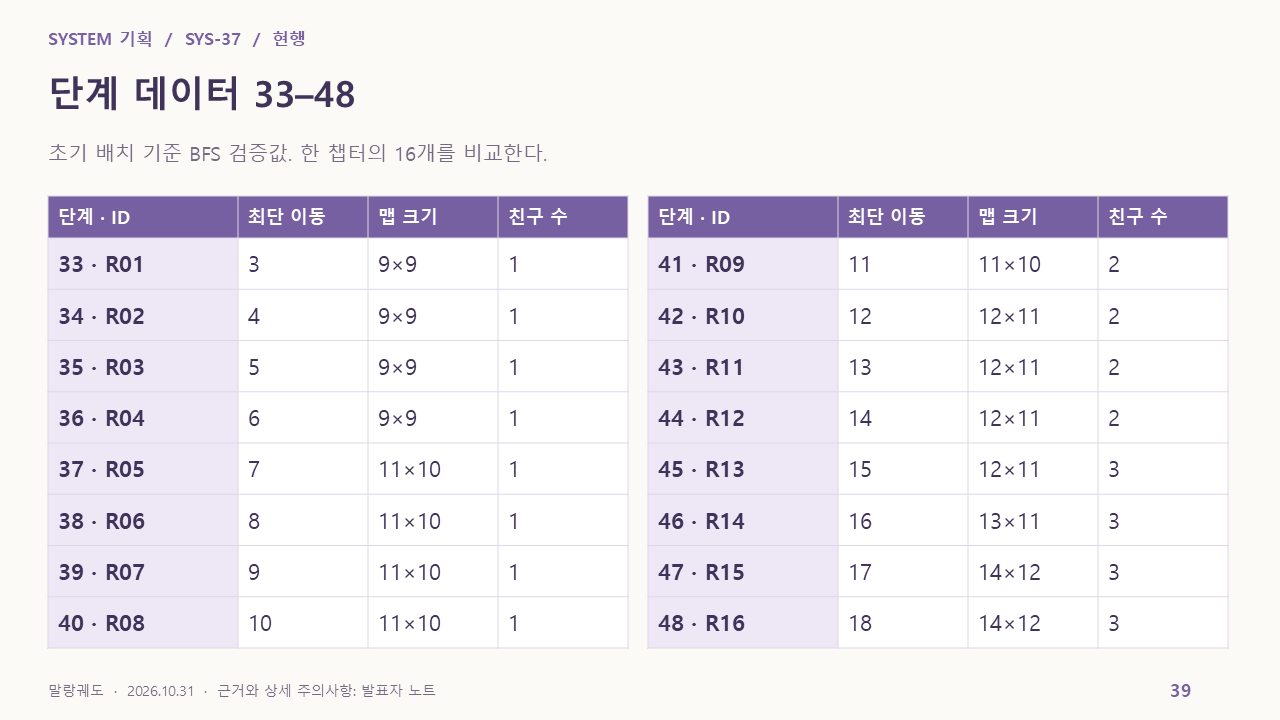 SYSTEM 기획 / SYS-37 / 현행
단계 데이터 33–48
초기 배치 기준 BFS 검증값. 한 챕터의 16개를 비교한다.
단계 · ID 최단 이동 맵 크기 친구 수
33 · R01 3 9×9 1
34 · R02 4 9×9 1
35 · R03 5 9×9 1
36 · R04 6 9×9 1
37 · R05 7 11×10 1
38 · R06 8 11×10 1
39 · R07 9 11×10 1
40 · R08 10 11×10 1
단계 · ID 최단 이동 맵 크기 친구 수
41 · R09 11 11×10 2
42 · R10 12 12×11 2
43 · R11 13 12×11 2
44 · R12 14 12×11 2
45 · R13 15 12×11 3
46 · R14 16 13×11 3
47 · R15 17 14×12 3
48 · R16 18 14×12 3
말랑궤도 · 2026.10.31 · 근거와 상세 주의사항: 발표자 노트
39